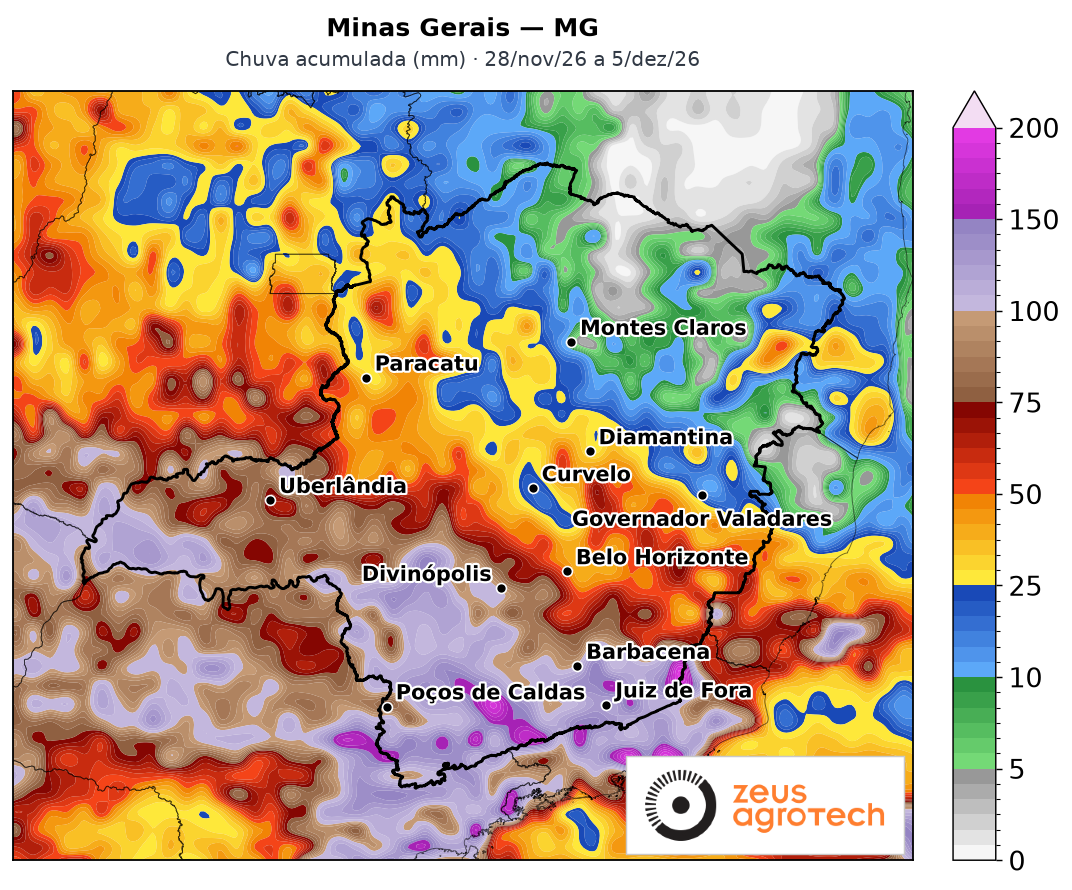 Minas Gerais — MG
Chuva acumulada (mm) · 28/nov/26 a 5/dez/26
200
150
100
75
50
25
10
5
0
Montes Claros
Paracatu
Diamantina
Curvelo
Uberlândia
Governador Valadares
Belo Horizonte
Divinópolis
Barbacena
Poços de Caldas
Juiz de Fora
zeus
agrotech